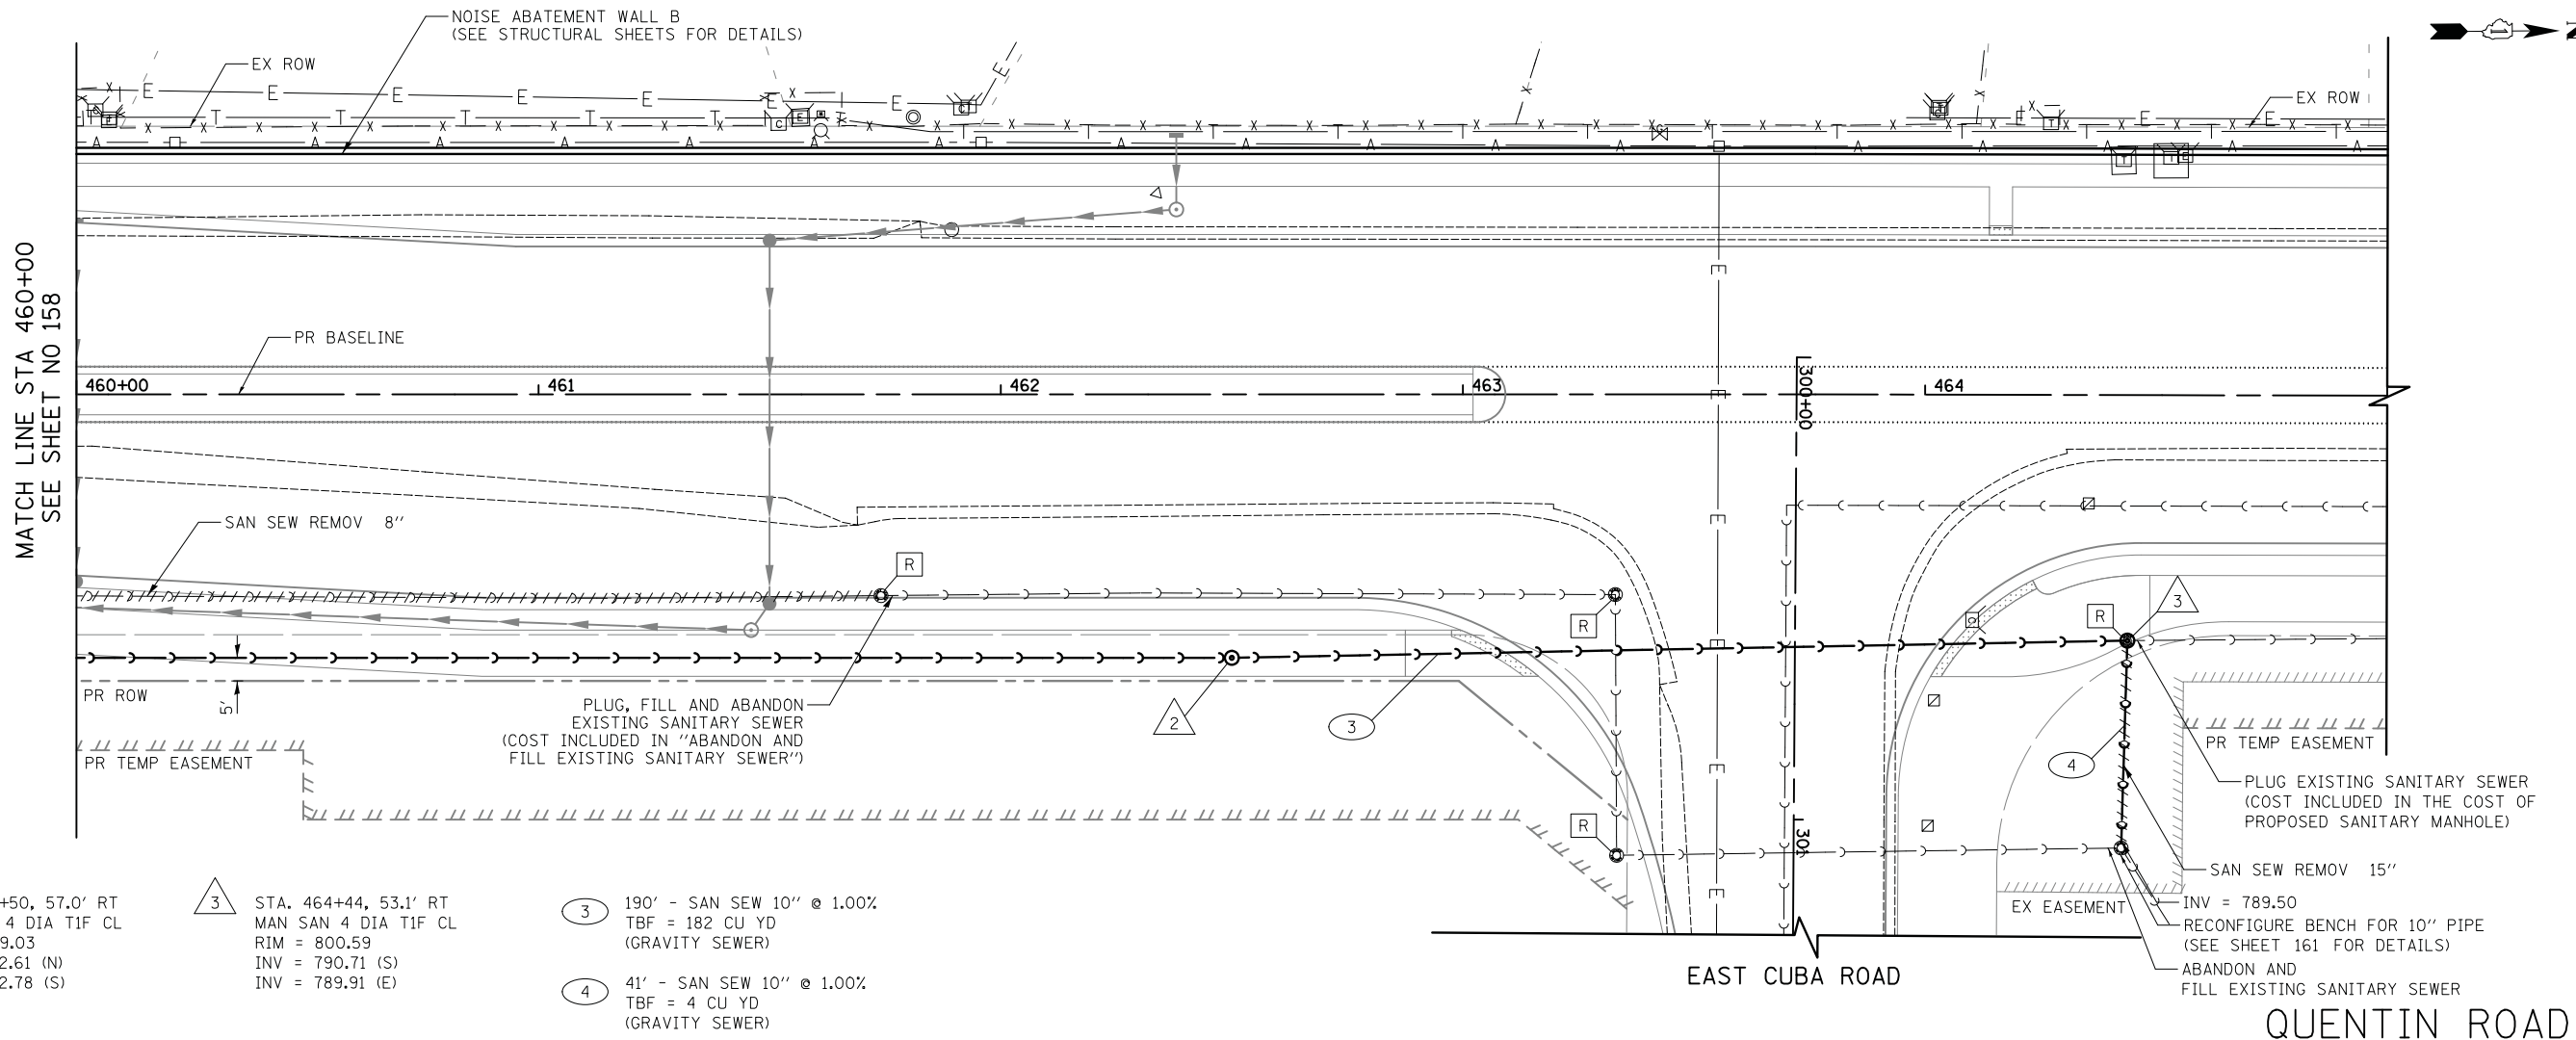 NOISE ABATEMENT WALL B
(SEE STRUCTURAL SHEETS FOR DETAILS)
EX ROW
EX ROW
MATCH LINE STA 460+00
SEE SHEET NO 158
PR BASELINE
460+00
461
462
463
464
300+00
301
SAN SEW REMOV 8''
R
R
R
R
3
PR ROW
5'
PLUG, FILL AND ABANDON
EXISTING SANITARY SEWER
(COST INCLUDED IN "ABANDON AND
FILL EXISTING SANITARY SEWER")
2
3
4
PR TEMP EASEMENT
PR TEMP EASEMENT
PLUG EXISTING SANITARY SEWER
(COST INCLUDED IN THE COST OF
PROPOSED SANITARY MANHOLE)
SAN SEW REMOV 15''
INV = 789.50
EX EASEMENT
RECONFIGURE BENCH FOR 10'' PIPE
(SEE SHEET 161 FOR DETAILS)
ABANDON AND
FILL EXISTING SANITARY SEWER
EAST CUBA ROAD
QUENTIN ROAD
+50, 57.0' RT
4 DIA T1F CL
9.03
2.61 (N)
2.78 (S)
3
STA. 464+44, 53.1' RT
MAN SAN 4 DIA T1F CL
RIM = 800.59
INV = 790.71 (S)
INV = 789.91 (E)
3
190' - SAN SEW 10'' @ 1.00%
TBF = 182 CU YD
(GRAVITY SEWER)
4
41' - SAN SEW 10'' @ 1.00%
TBF = 4 CU YD
(GRAVITY SEWER)